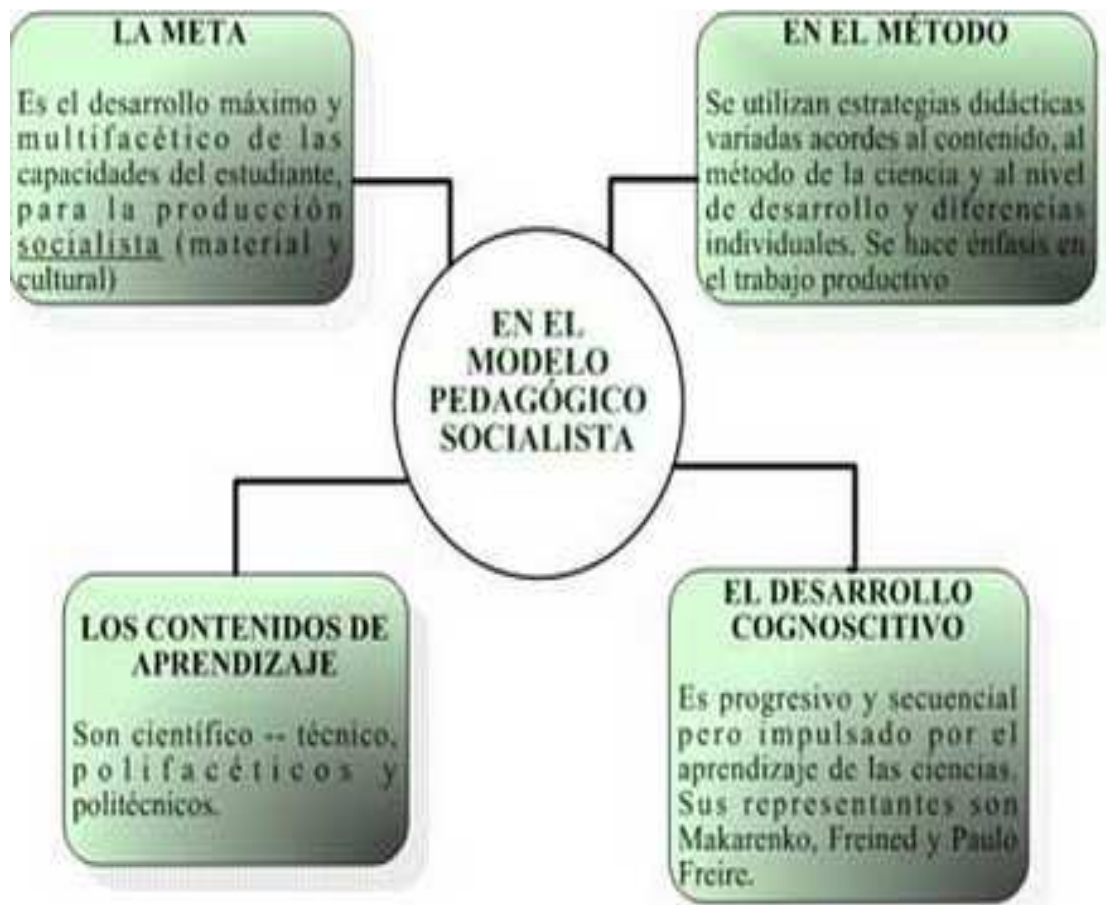 LA META
Es el desarrollo máximo y
multifacético de las
capacidades del estudiante,
para la producción
socialista (material y
cultural)
EN EL MÉTODO
Se utilizan estrategias didácticas
variadas acordes al contenido, al
método de la ciencia y al nivel
de desarrollo y diferencias
individuales. Se hace énfasis en
el trabajo productivo
EN EL
MODELO
PEDAGÓGICO
SOCIALISTA
LOS CONTENIDOS DE
APRENDIZAJE
Son científico -- técnico,
polifacéticos y
politécnicos.
EL DESARROLLO
COGNOSCITIVO
Es progresivo y secuencial
pero impulsado por el
aprendizaje de las ciencias.
Sus representantes son
Makarenko, Freined y Paulo
Freire.